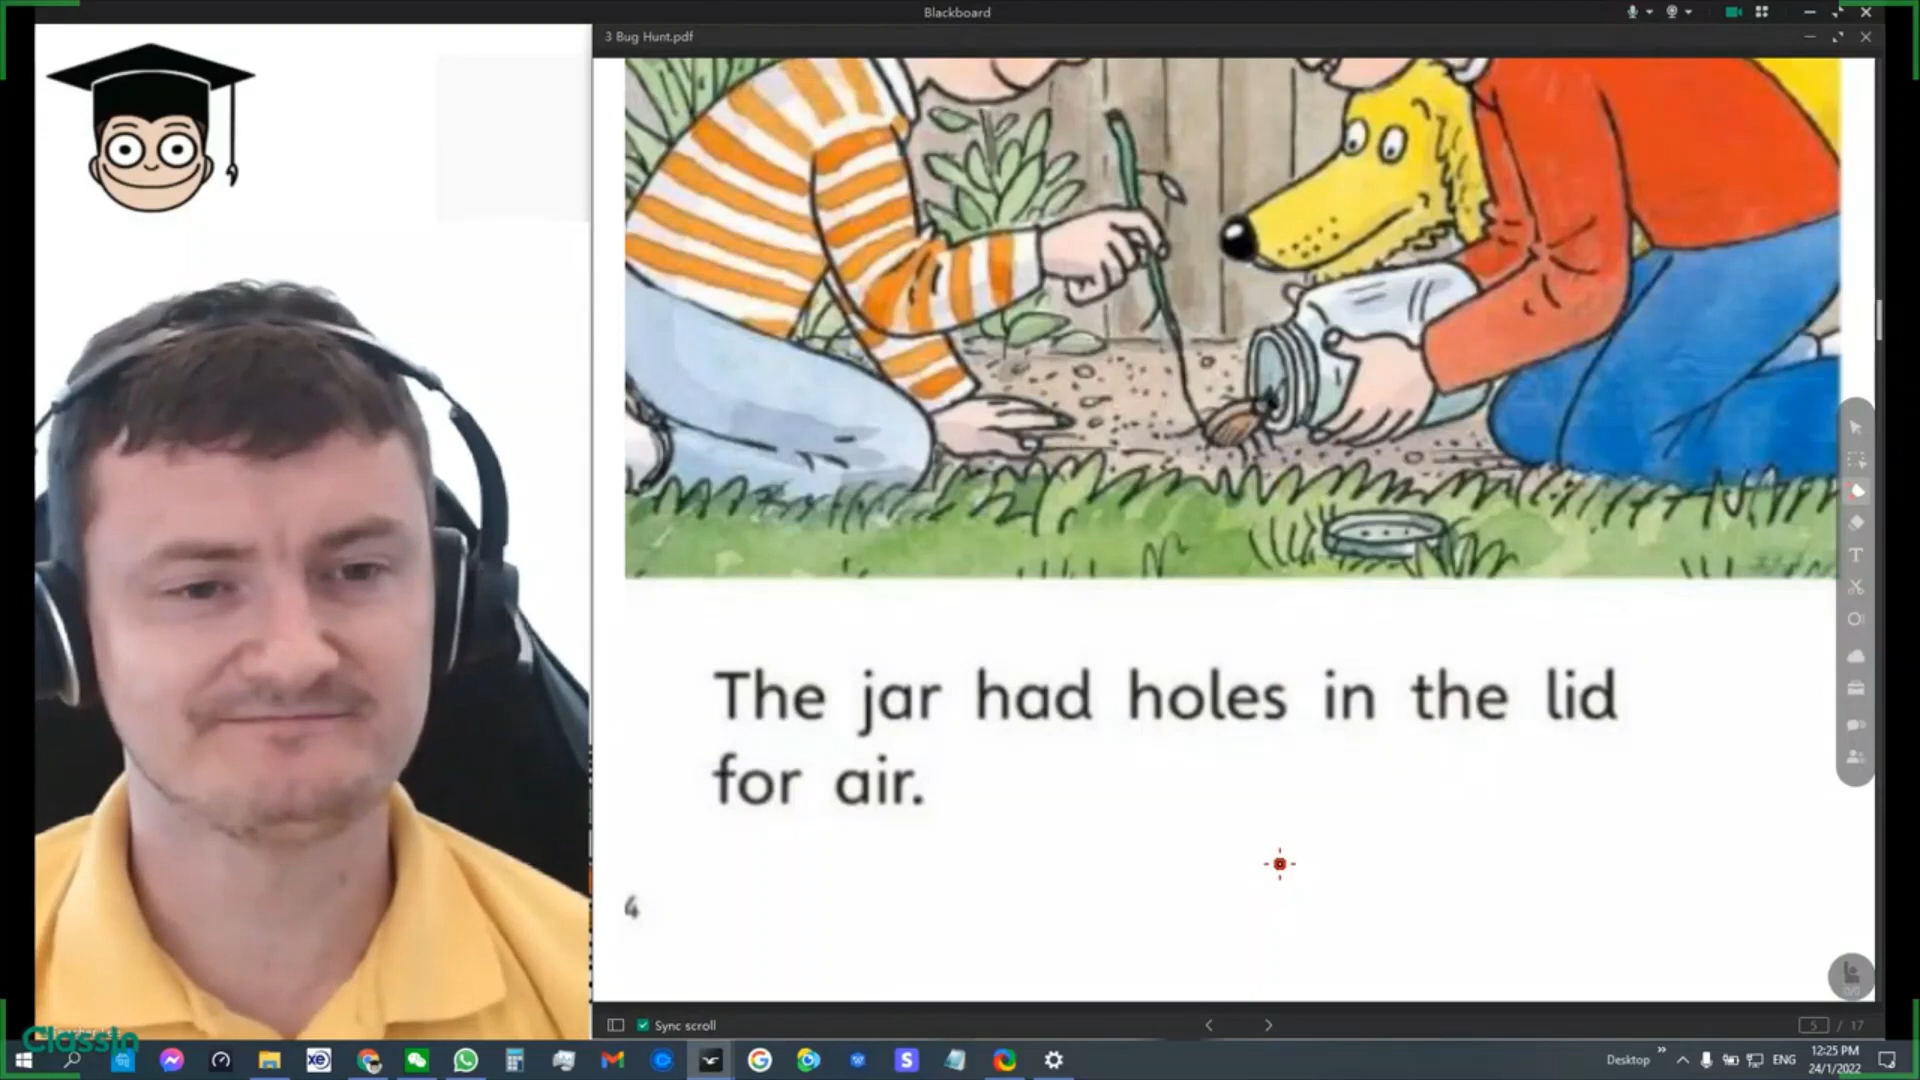 Blackboard
3 Bug Hunt.pdf
The jar had holes in the lid
for air.
4
Sync scroll
5 / 17
ClassIn
Desktop
ENG
12:25 PM
24/1/2022